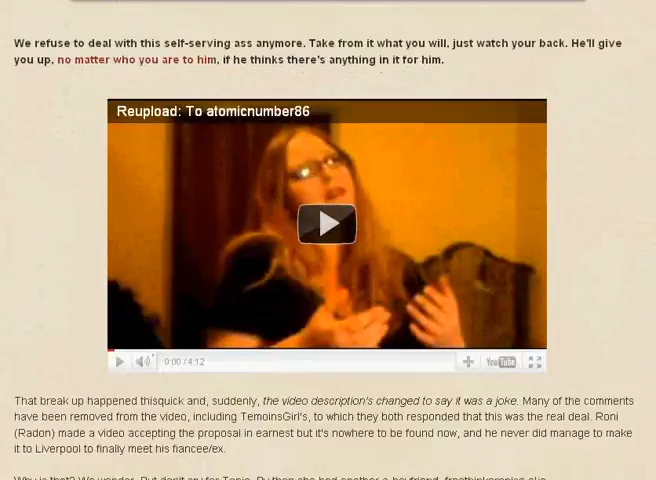 We refuse to deal with this self-serving ass anymore. Take from it what you will, just watch your back. He'll give
you up, no matter who you are to him, if he thinks there's anything in it for him.
Reupload: To atomicnumber86
0:00 / 4:12
YouTube
That break up happened thisquick and, suddenly, the video description's changed to say it was a joke. Many of the comments
have been removed from the video, including TemoinsGirl's, to which they both responded that this was the real deal. Roni
(Radon) made a video accepting the proposal in earnest but it's nowhere to be found now, and he never did manage to make
it to Liverpool to finally meet his fiancee/ex.